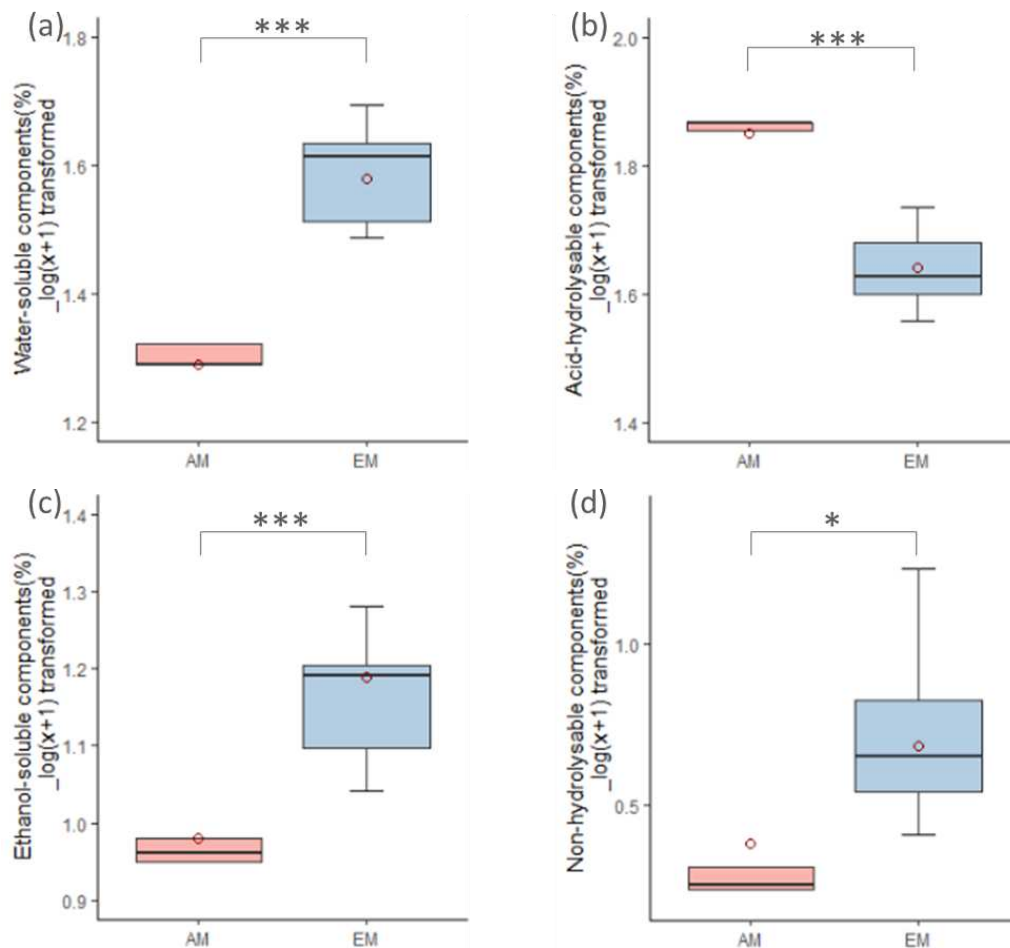 (a)
***
Water-soluble components(%)
_log(x+1) transformed
1.8
1.6
1.4
1.2
AM
EM
(b)
***
Acid-hydrolysable components(%)
_log(x+1) transformed
2.0
1.8
1.6
1.4
AM
EM
(c)
***
Ethanol-soluble components(%)
_log(x+1) transformed
1.4
1.3
1.2
1.1
1.0
0.9
AM
EM
(d)
*
Non-hydrolysable components(%)
_log(x+1) transformed
1.0
0.5
AM
EM